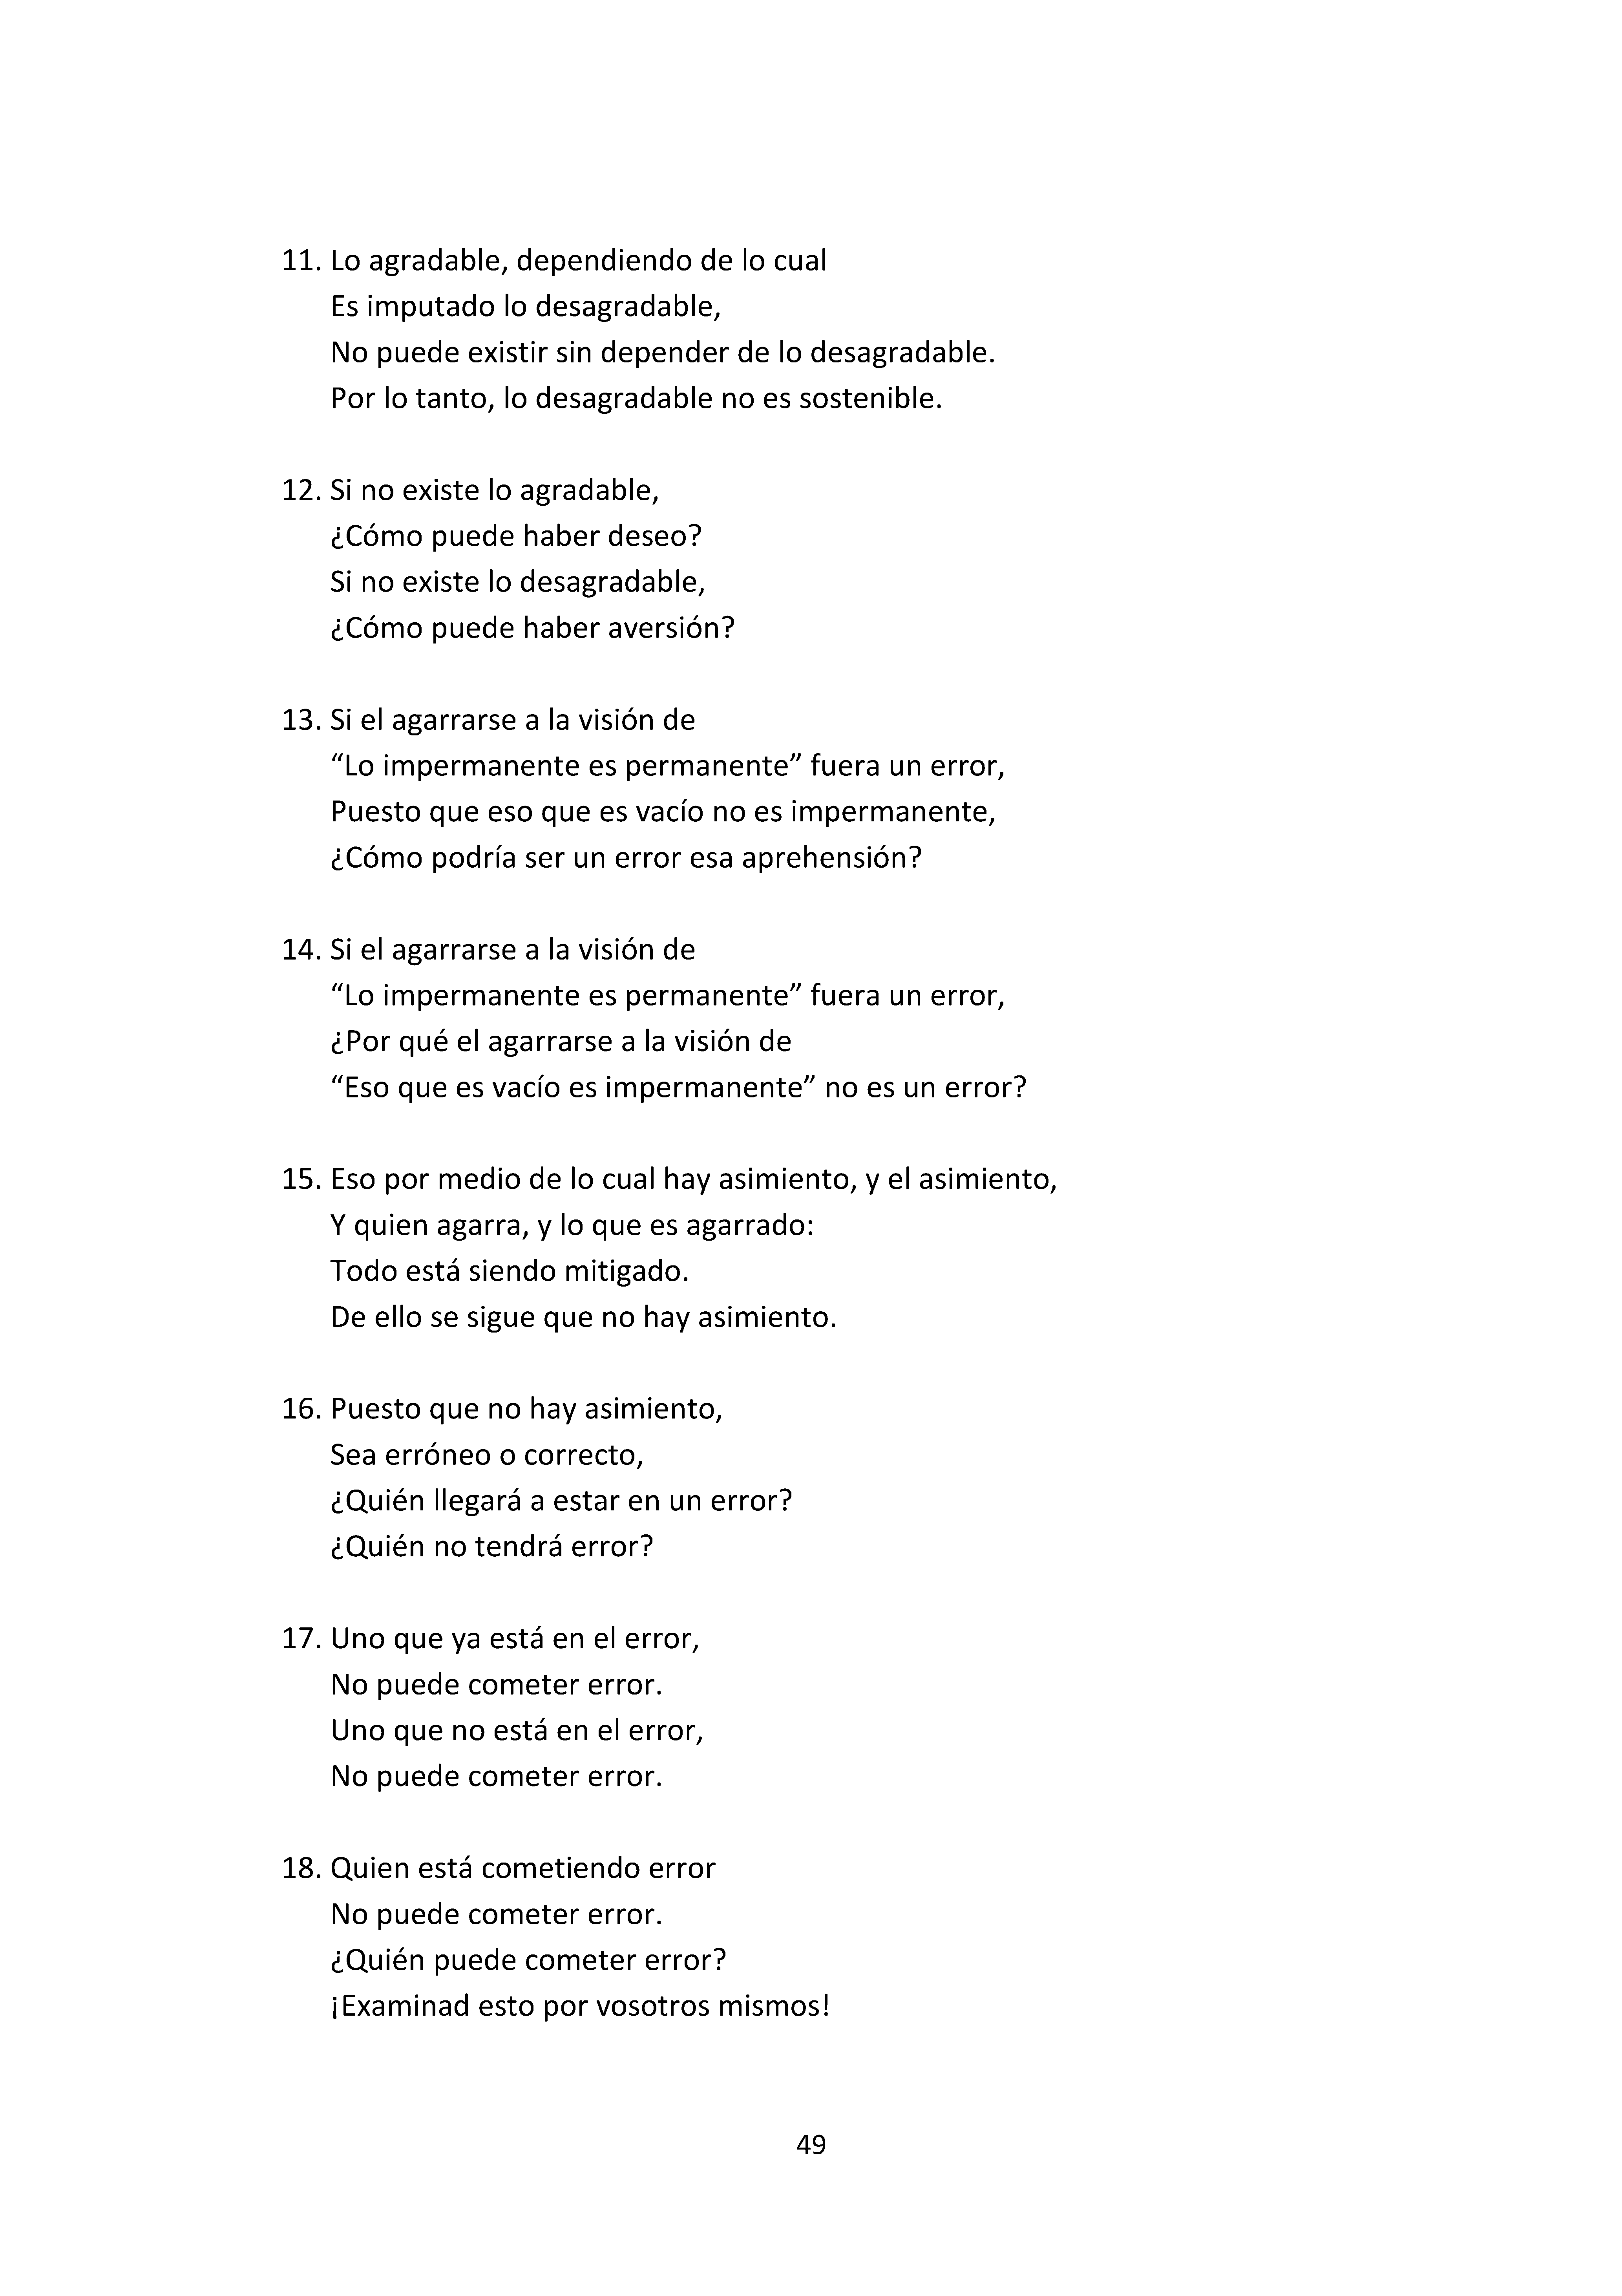 11. Lo agradable, dependiendo de lo cual
Es imputado lo desagradable,
No puede existir sin depender de lo desagradable.
Por lo tanto, lo desagradable no es sostenible.
12. Si no existe lo agradable,
¿Cómo puede haber deseo?
Si no existe lo desagradable,
¿Cómo puede haber aversión?
13. Si el agarrarse a la visión de
“Lo impermanente es permanente” fuera un error,
Puesto que eso que es vacío no es impermanente,
¿Cómo podría ser un error esa aprehensión?
14. Si el agarrarse a la visión de
“Lo impermanente es permanente” fuera un error,
¿Por qué el agarrarse a la visión de
“Eso que es vacío es impermanente” no es un error?
15. Eso por medio de lo cual hay asimiento, y el asimiento,
Y quien agarra, y lo que es agarrado:
Todo está siendo mitigado.
De ello se sigue que no hay asimiento.
16. Puesto que no hay asimiento,
Sea erróneo o correcto,
¿Quién llegará a estar en un error?
¿Quién no tendrá error?
17. Uno que ya está en el error,
No puede cometer error.
Uno que no está en el error,
No puede cometer error.
18. Quien está cometiendo error
No puede cometer error.
¿Quién puede cometer error?
¡Examinad esto por vosotros mismos!
49